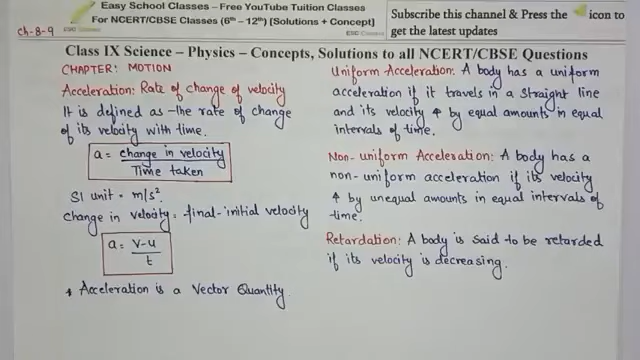 Easy School Classes – Free YouTube Tuition Classes
For NCERT/CBSE Classes (6th – 12th) [Solutions + Concept]
ESC Classes
ESC Classes
Subscribe this channel & Press the icon to
get the latest updates
ch-8-9
Class IX Science – Physics – Concepts, Solutions to all NCERT/CBSE Questions
CHAPTER: MOTION
Acceleration: Rate of change of velocity
It is defined as the rate of change
of its velocity with time.
a = change in velocity
Time taken
SI unit = m/s².
Change in velocity = final-initial velocity
a = v-u
t
* Acceleration is a Vector Quantity.
Uniform Acceleration: A body has a uniform
acceleration if it travels in a straight line
and its velocity ↑ by equal amounts in equal
intervals of time.
Non-uniform Acceleration: A body has a
non-uniform acceleration if its velocity
↑ by unequal amounts in equal intervals of
time.
Retardation: A body is said to be retarded
if its velocity is decreasing.